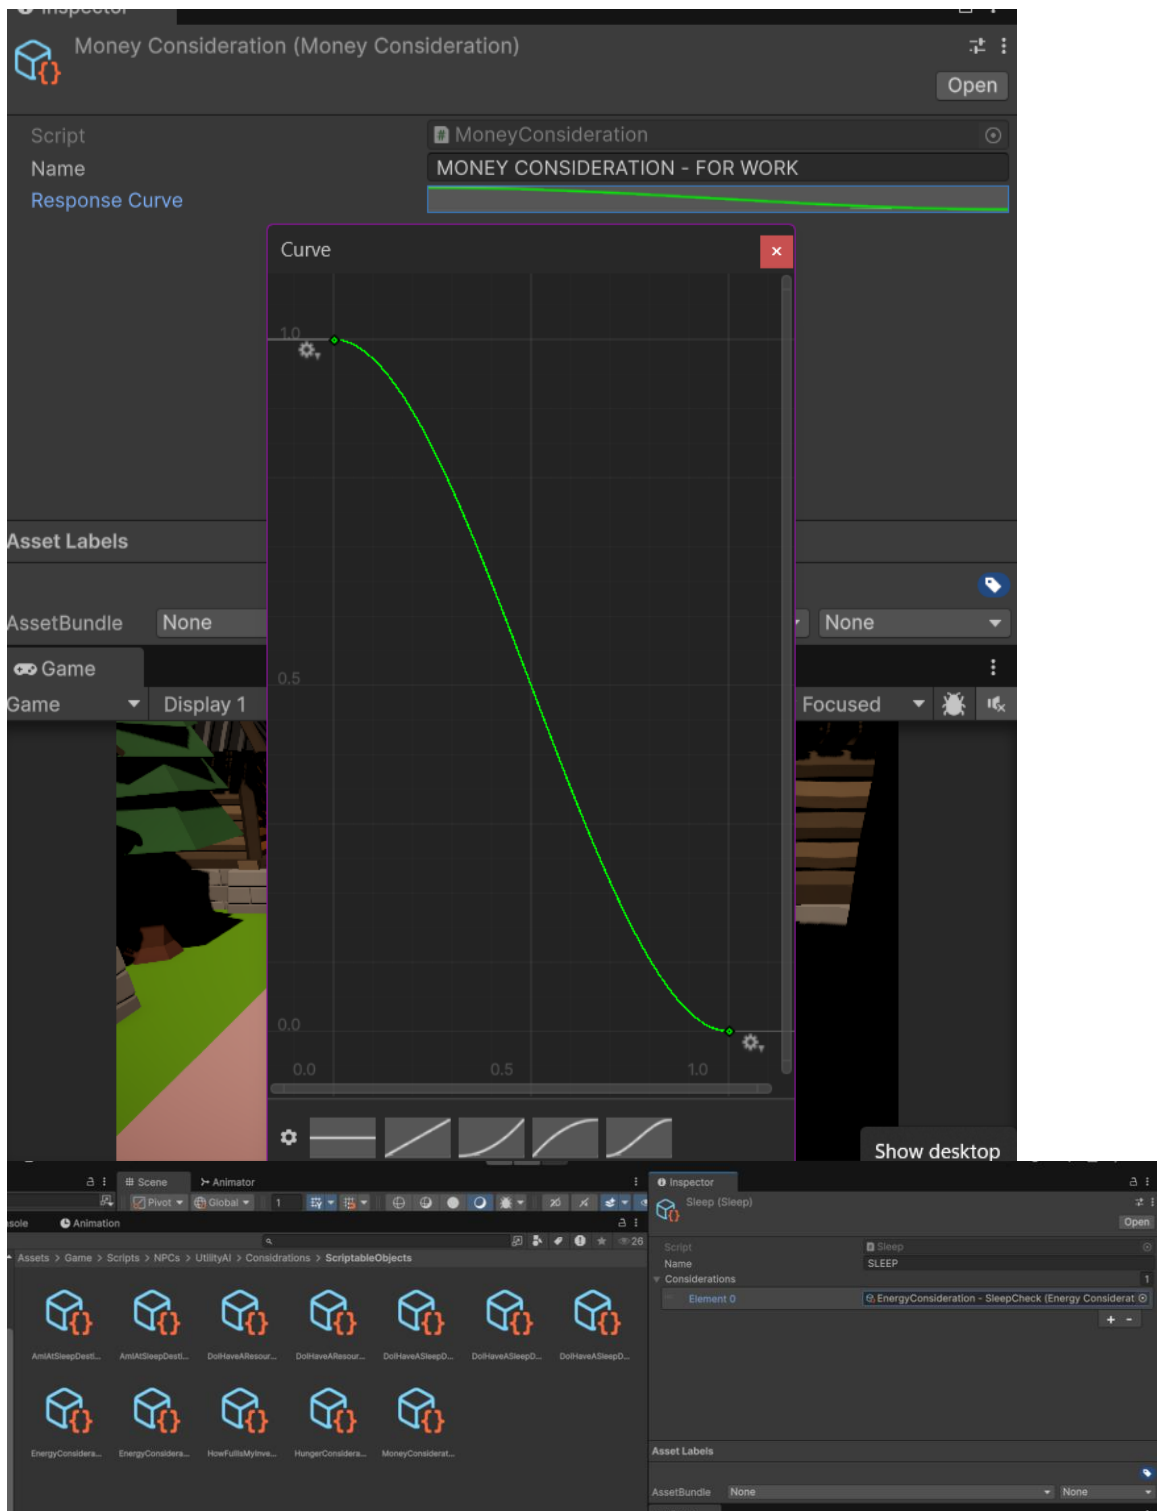 Inspector
Money Consideration (Money Consideration)
Open
Script
MoneyConsideration
Name
MONEY CONSIDERATION - FOR WORK
Response Curve
Curve
1.0
0.5
0.0
0.0 0.5 1.0
Asset Labels
AssetBundle None None
Game
Game Display 1 Focused
Show desktop
Scene Animator
Pivot Global 1
Animation
26
Assets > Game > Scripts > NPCs > UtilityAI > Considrations > ScriptableObjects
AmIAtSleepDesti... AmIAtSleepDesti... DoIHaveAResour... DoIHaveAResour... DoIHaveASleepD... DoIHaveASleepD... DoIHaveASleepD...
EnergyConsidera... EnergyConsidera... HowFullIsMyInve... HungerConsidera... MoneyConsiderat...
Inspector
Sleep (Sleep)
Open
Script Sleep
Name SLEEP
Considerations 1
Element 0 EnergyConsideration - SleepCheck (Energy Considerat
+ -
Asset Labels
AssetBundle None None